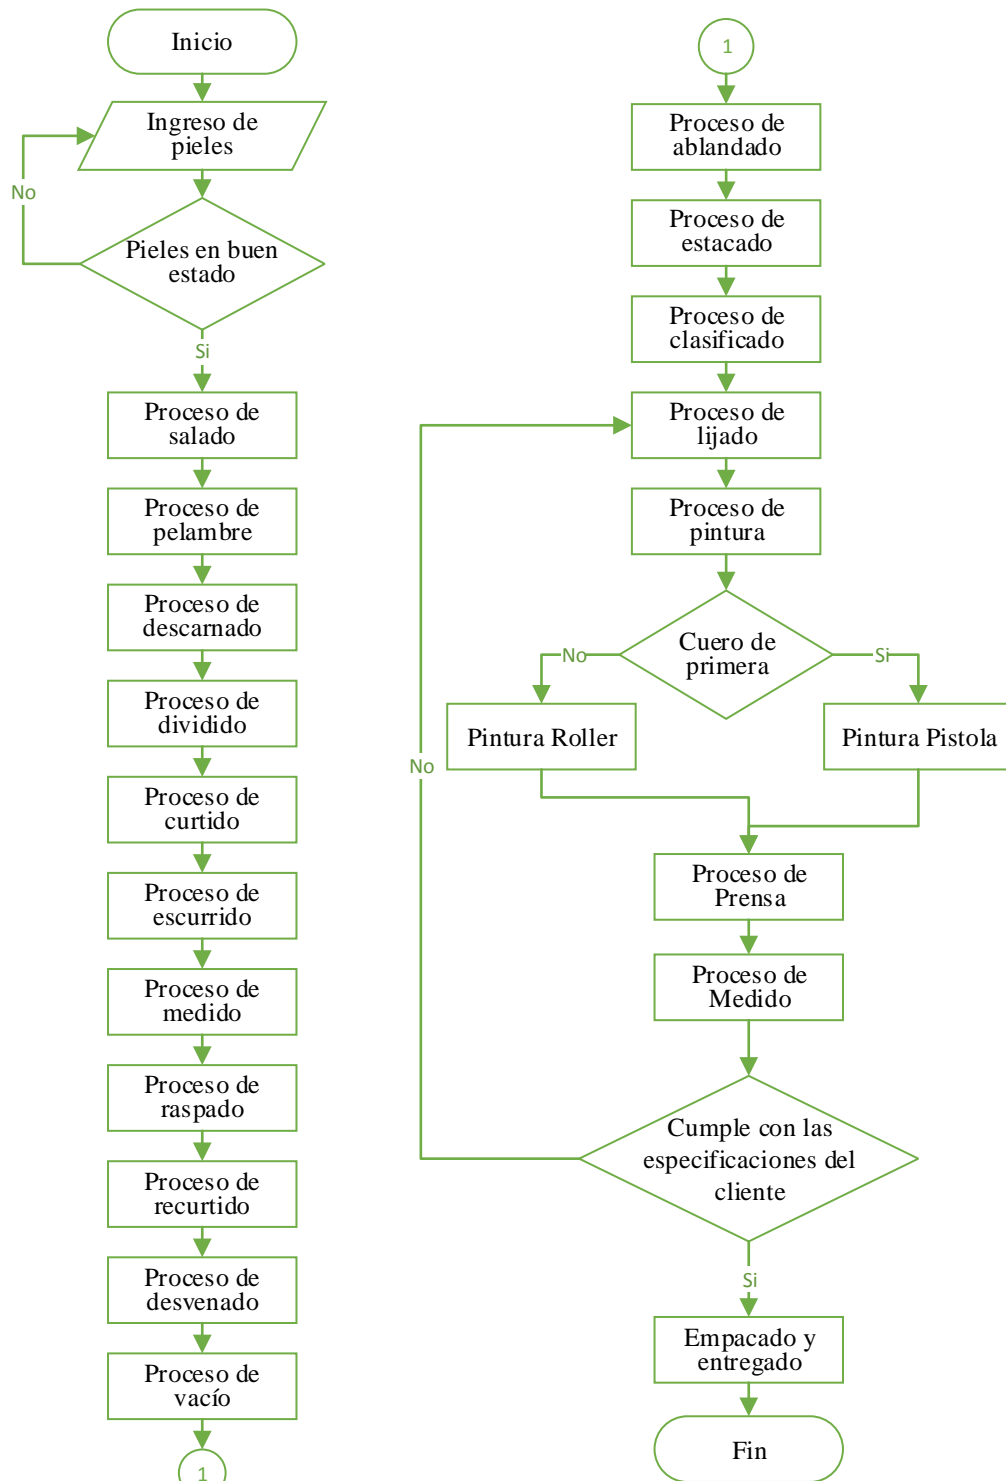 Inicio
Ingreso de
pieles
No
Pieles en buen
estado
Si
Proceso de
salado
Proceso de
pelambre
Proceso de
descarnado
Proceso de
dividido
Proceso de
curtido
Proceso de
escurrido
Proceso de
medido
Proceso de
raspado
Proceso de
recurtido
Proceso de
desvenado
Proceso de
vacío
1
1
Proceso de
ablandado
Proceso de
estacado
Proceso de
clasificado
Proceso de
lijado
Proceso de
pintura
Cuero de
primera
No
Si
Pintura Roller
Pintura Pistola
No
Proceso de
Prensa
Proceso de
Medido
Cumple con las
especificaciones del
cliente
Si
Empacado y
entregado
Fin